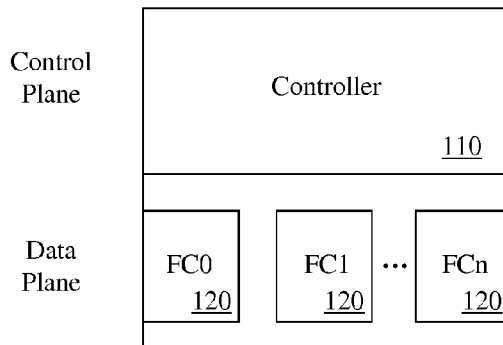 Control
Plane
Controller
110
Data
Plane
FC0
120
FC1
120
...
FCn
120